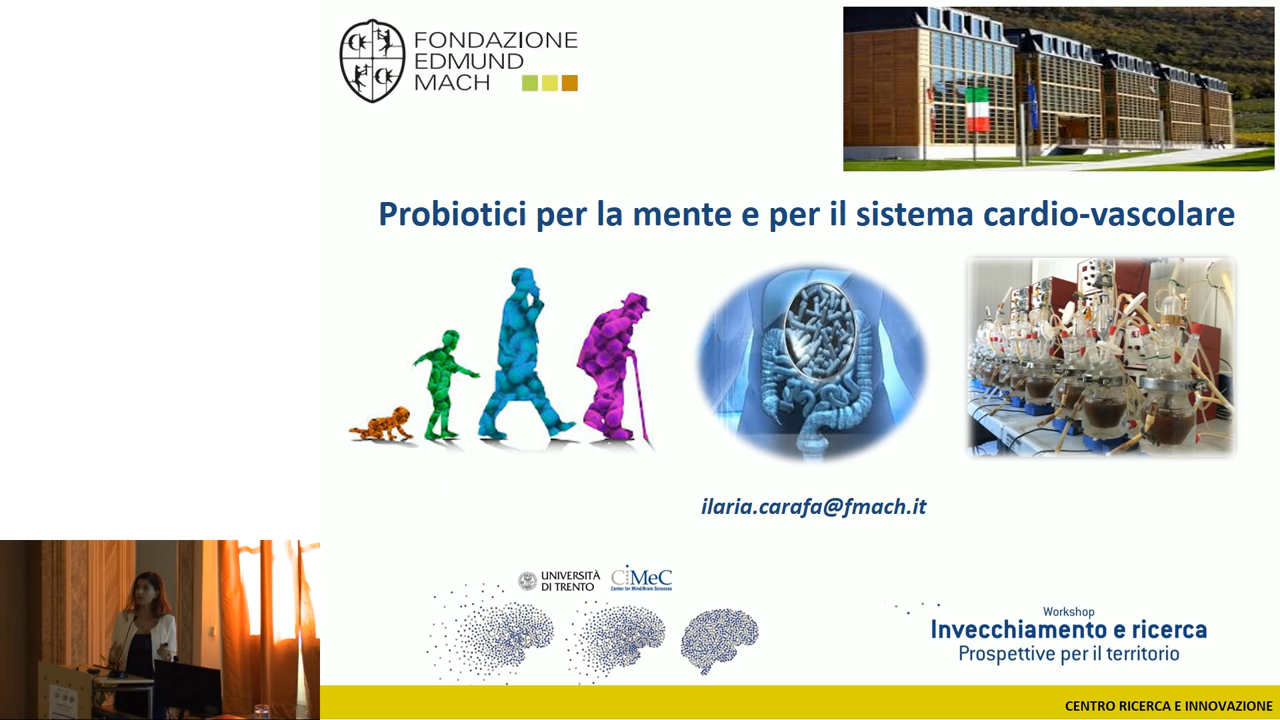 FONDAZIONE
EDMUND
MACH
Probiotici per la mente e per il sistema cardio-vascolare
ilaria.carafa@fmach.it
UNIVERSITÀ
DI TRENTO
CiMeC
Center for Mind/Brain Sciences
Workshop
Invecchiamento e ricerca
Prospettive per il territorio
CENTRO RICERCA E INNOVAZIONE